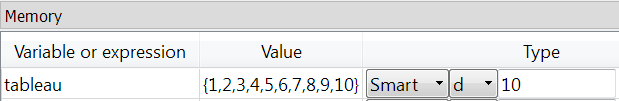 Memory
Variable or expression Value Type
tableau {1,2,3,4,5,6,7,8,9,10} Smart d 10